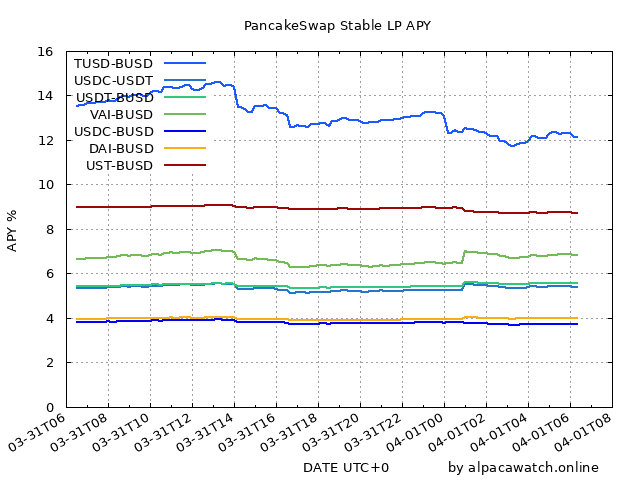 PancakeSwap Stable LP APY
16
14
12
10
8
6
4
2
0
APY %
TUSD-BUSD
USDC-USDT
USDT-BUSD
VAI-BUSD
USDC-BUSD
DAI-BUSD
UST-BUSD
03-31T06
03-31T08
03-31T10
03-31T12
03-31T14
03-31T16
03-31T18
03-31T20
03-31T22
04-01T00
04-01T02
04-01T04
04-01T06
04-01T08
DATE UTC+0
by alpacawatch.online